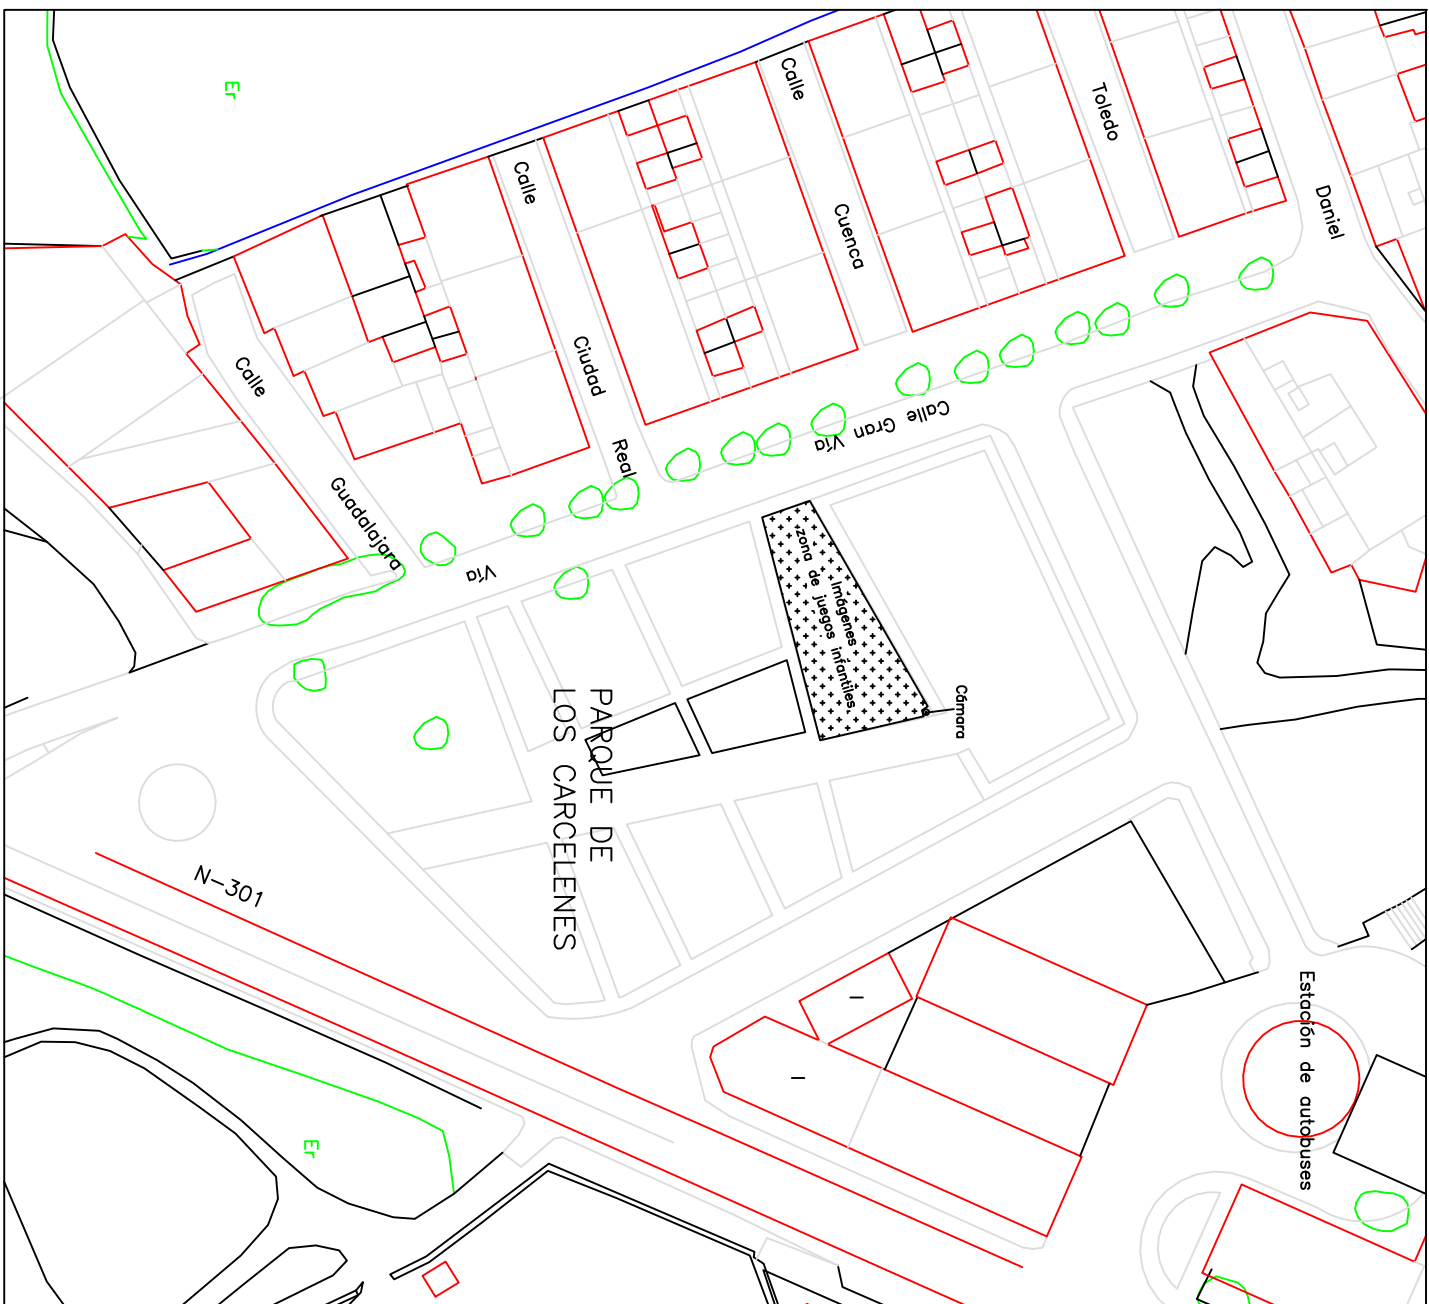 Er
Calle
Toledo
Calle
Cuenca
Daniel
Calle
Ciudad
Real
Calle
Guadalajara
Calle Gran Vía
Vía
zona de juegos infantiles
Imágenes
Cámara
PARQUE DE
LOS CARCELENES
N-301
I
I
Estación de autobuses
Er